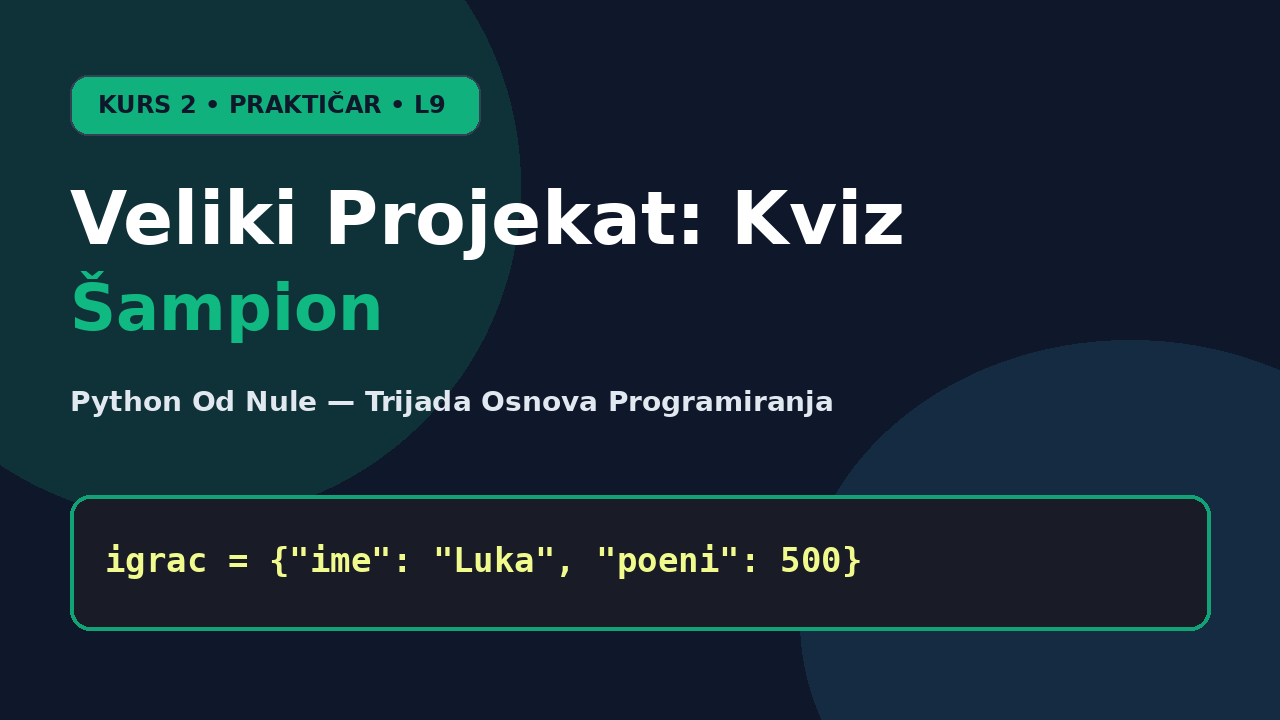 KURS 2 • PRAKTIČAR • L9
Veliki Projekat: Kviz
Šampion
Python Od Nule — Trijada Osnova Programiranja
igrac = {"ime": "Luka", "poeni": 500}